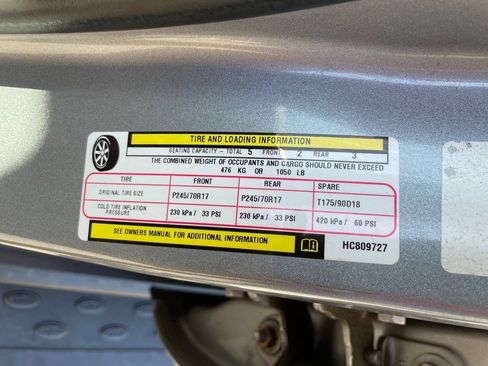 TIRE AND LOADING INFORMATION
SEATING CAPACITY - TOTAL 5 FRONT 2 REAR 3
THE COMBINED WEIGHT OF OCCUPANTS AND CARGO SHOULD NEVER EXCEED
476 KG OR 1050 LB
TIRE FRONT REAR SPARE
ORIGINAL TIRE SIZE P245/70R17 P245/70R17 T175/90D18
COLD TIRE INFLATION PRESSURE 230 kPa / 33 PSI 230 kPa / 33 PSI 420 kPa / 60 PSI
SEE OWNERS MANUAL FOR ADDITIONAL INFORMATION HC809727